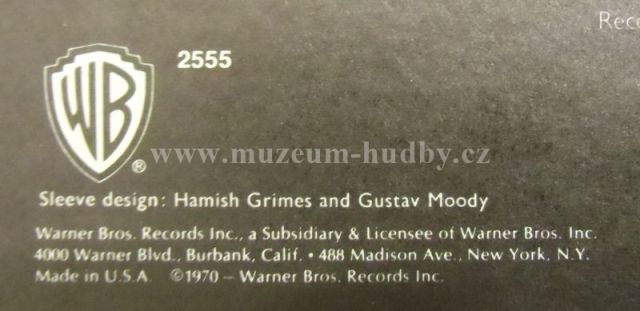 Reco
2555
WB
®
www.muzeum-hudby.cz
Sleeve design: Hamish Grimes and Gustav Moody
Warner Bros. Records Inc., a Subsidiary & Licensee of Warner Bros. Inc.
4000 Warner Blvd., Burbank, Calif. • 488 Madison Ave., New York, N.Y.
Made in U.S.A. ©1970 – Warner Bros. Records Inc.